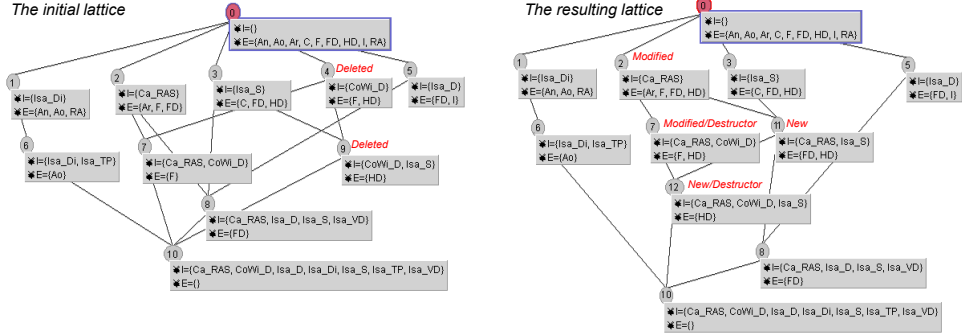 The initial lattice
0
I={}
E={An, Ao, Ar, C, F, FD, HD, I, RA}
1
I={Isa_Di}
E={An, Ao, RA}
2
I={Ca_RAS}
E={Ar, F, FD}
3
I={Isa_S}
E={C, FD, HD}
4 Deleted
I={CoWi_D}
E={F, HD}
5
I={Isa_D}
E={FD, I}
6
I={Isa_Di, Isa_TP}
E={Ao}
7
I={Ca_RAS, CoWi_D}
E={F}
9 Deleted
I={CoWi_D, Isa_S}
E={HD}
8
I={Ca_RAS, Isa_D, Isa_S, Isa_VD}
E={FD}
10
I={Ca_RAS, CoWi_D, Isa_D, Isa_Di, Isa_S, Isa_TP, Isa_VD}
E={}
The resulting lattice
0
I={}
E={An, Ao, Ar, C, F, FD, HD, I, RA}
1
I={Isa_Di}
E={An, Ao, RA}
2 Modified
I={Ca_RAS}
E={Ar, F, FD, HD}
3
I={Isa_S}
E={C, FD, HD}
5
I={Isa_D}
E={FD, I}
6
I={Isa_Di, Isa_TP}
E={Ao}
7 Modified/Destructor
I={Ca_RAS, CoWi_D}
E={F, HD}
11 New
I={Ca_RAS, Isa_S}
E={FD, HD}
12 New/Destructor
I={Ca_RAS, CoWi_D, Isa_S}
E={HD}
8
I={Ca_RAS, Isa_D, Isa_S, Isa_VD}
E={FD}
10
I={Ca_RAS, CoWi_D, Isa_D, Isa_Di, Isa_S, Isa_TP, Isa_VD}
E={}